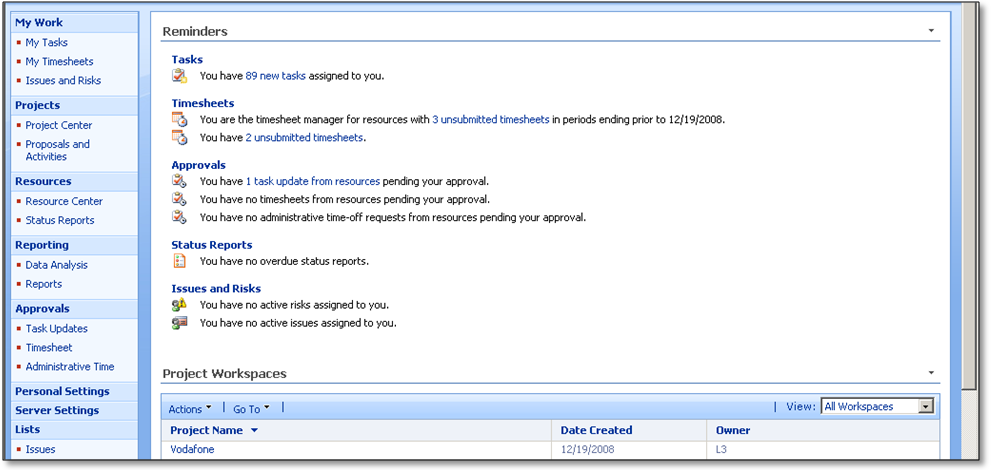 My Work
My Tasks
My Timesheets
Issues and Risks
Projects
Project Center
Proposals and
Activities
Resources
Resource Center
Status Reports
Reporting
Data Analysis
Reports
Approvals
Task Updates
Timesheet
Administrative Time
Personal Settings
Server Settings
Lists
Issues
Reminders
Tasks
You have 89 new tasks assigned to you.
Timesheets
You are the timesheet manager for resources with 3 unsubmitted timesheets in periods ending prior to 12/19/2008.
You have 2 unsubmitted timesheets.
Approvals
You have 1 task update from resources pending your approval.
You have no timesheets from resources pending your approval.
You have no administrative time-off requests from resources pending your approval.
Status Reports
You have no overdue status reports.
Issues and Risks
You have no active risks assigned to you.
You have no active issues assigned to you.
Project Workspaces
Actions | Go To | | View: All Workspaces
Project Name Date Created Owner
Vodafone 12/19/2008 L3